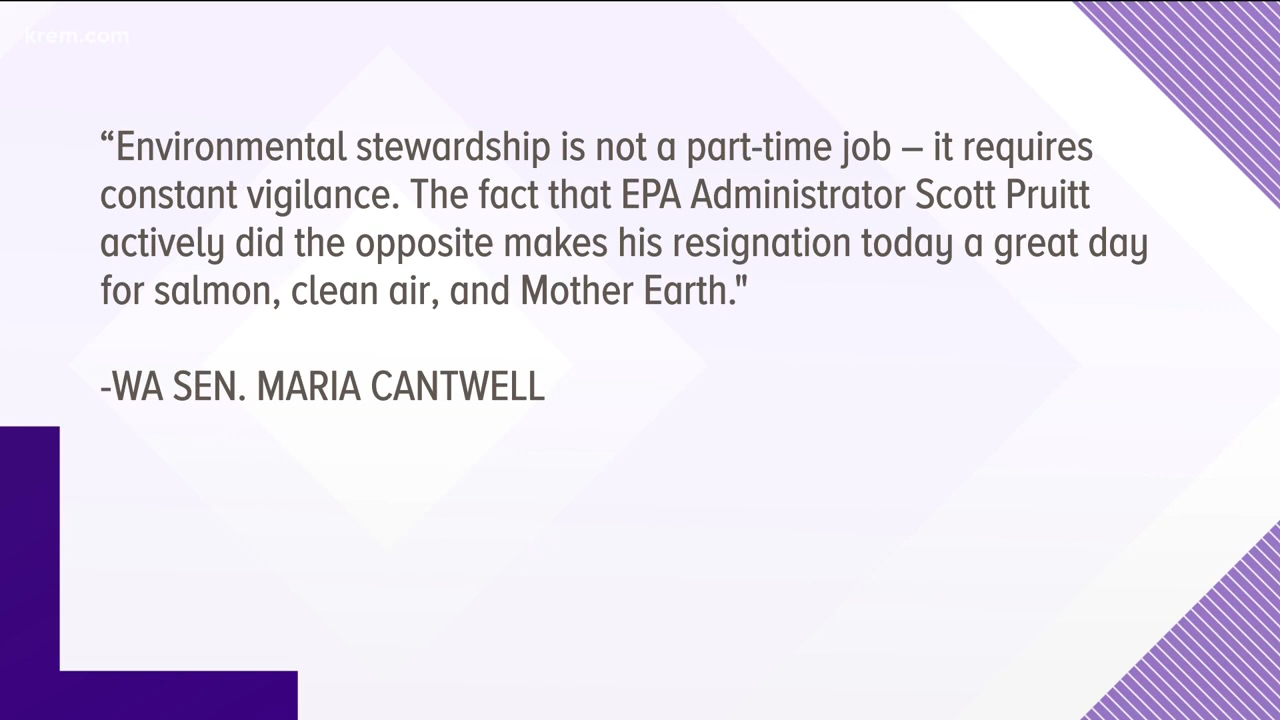 krem.com
“Environmental stewardship is not a part-time job – it requires
constant vigilance. The fact that EPA Administrator Scott Pruitt
actively did the opposite makes his resignation today a great day
for salmon, clean air, and Mother Earth."
-WA SEN. MARIA CANTWELL